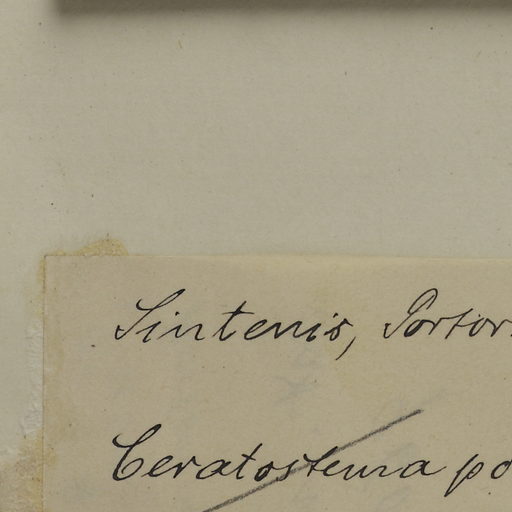 Sintenis, Portor
Ceratostema po